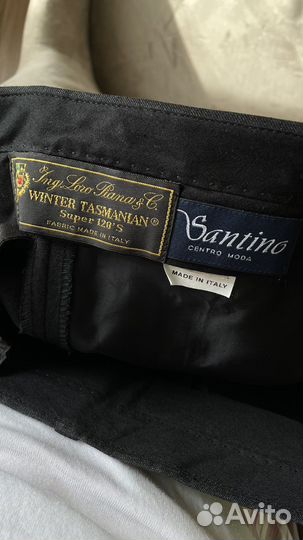 Ing. Loro Piana & C.
WINTER TASMANIAN®
Super 120'S
FABRIC MADE IN ITALY
Santino
CENTRO MODA
MADE IN ITALY
Avito